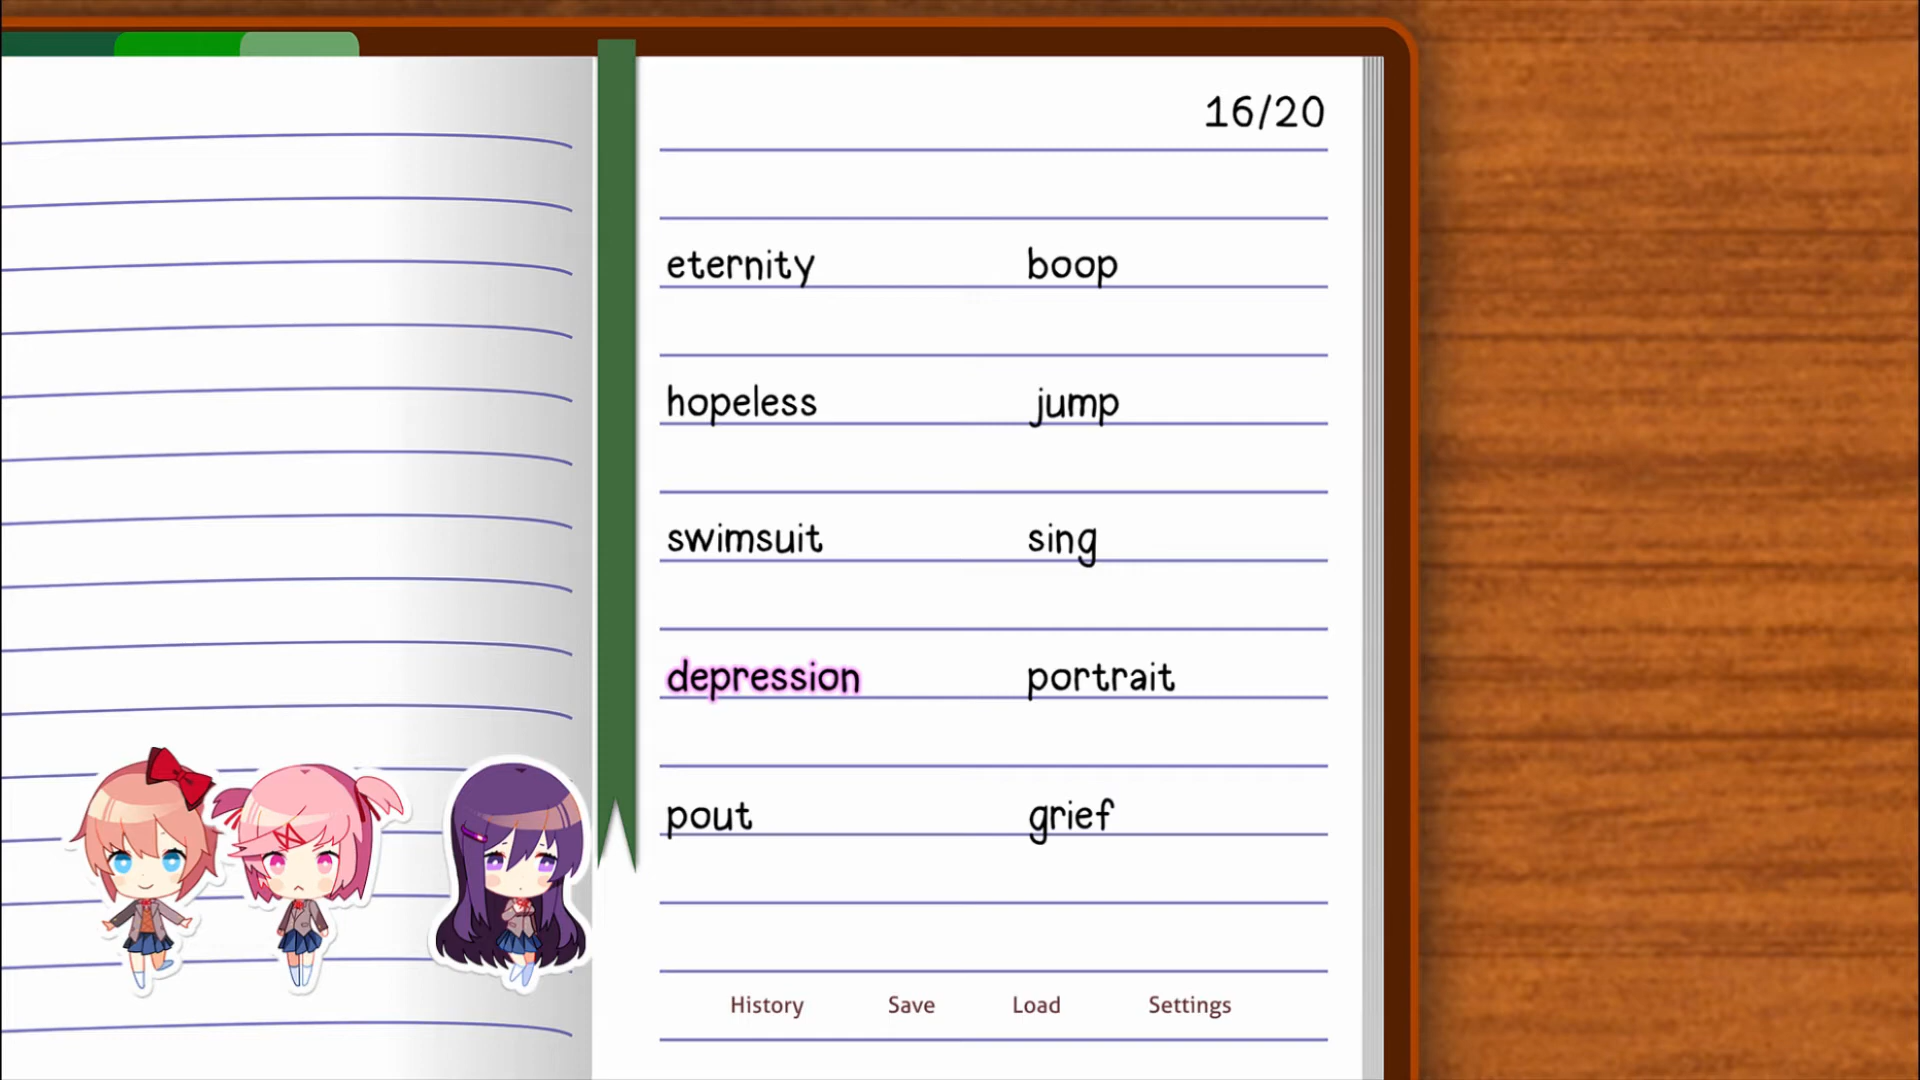 16/20
eternity boop
hopeless jump
swimsuit sing
depression portrait
pout grief
History Save Load Settings